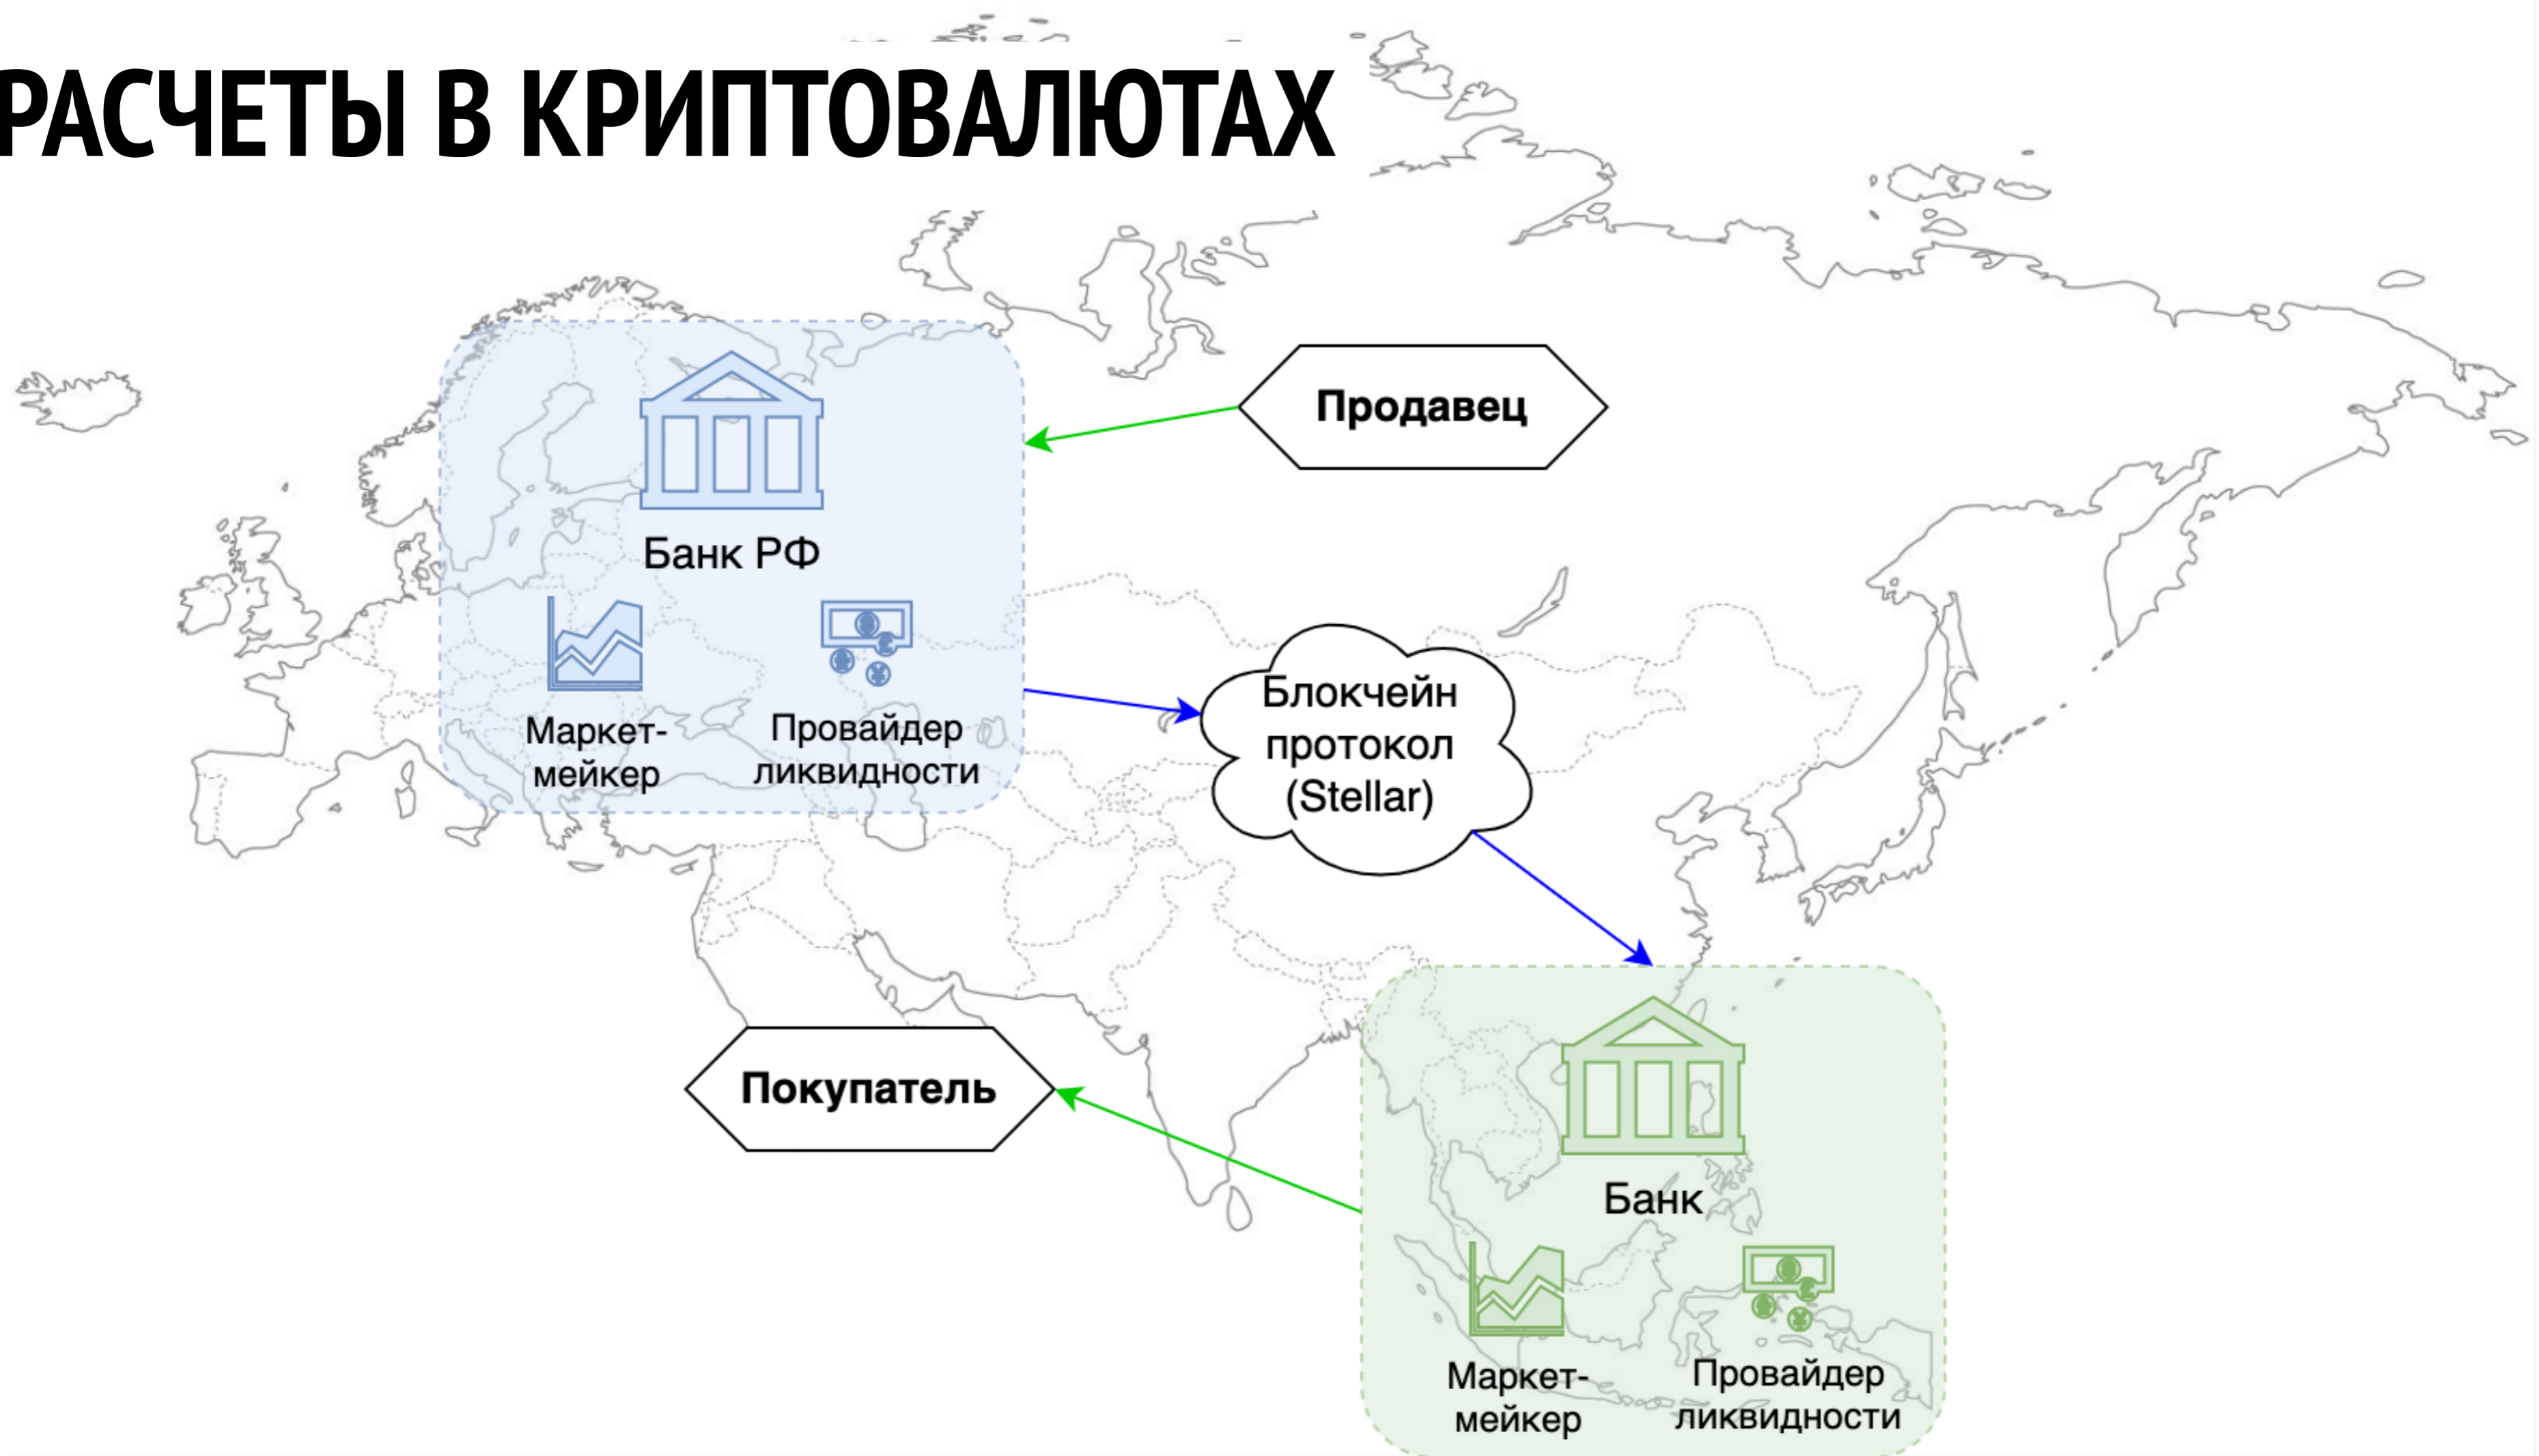 РАСЧЕТЫ В КРИПТОВАЛЮТАХ
Продавец
Банк РФ
Маркет-
мейкер
Провайдер
ликвидности
Блокчейн
протокол
(Stellar)
Покупатель
Банк
Маркет-
мейкер
Провайдер
ликвидности